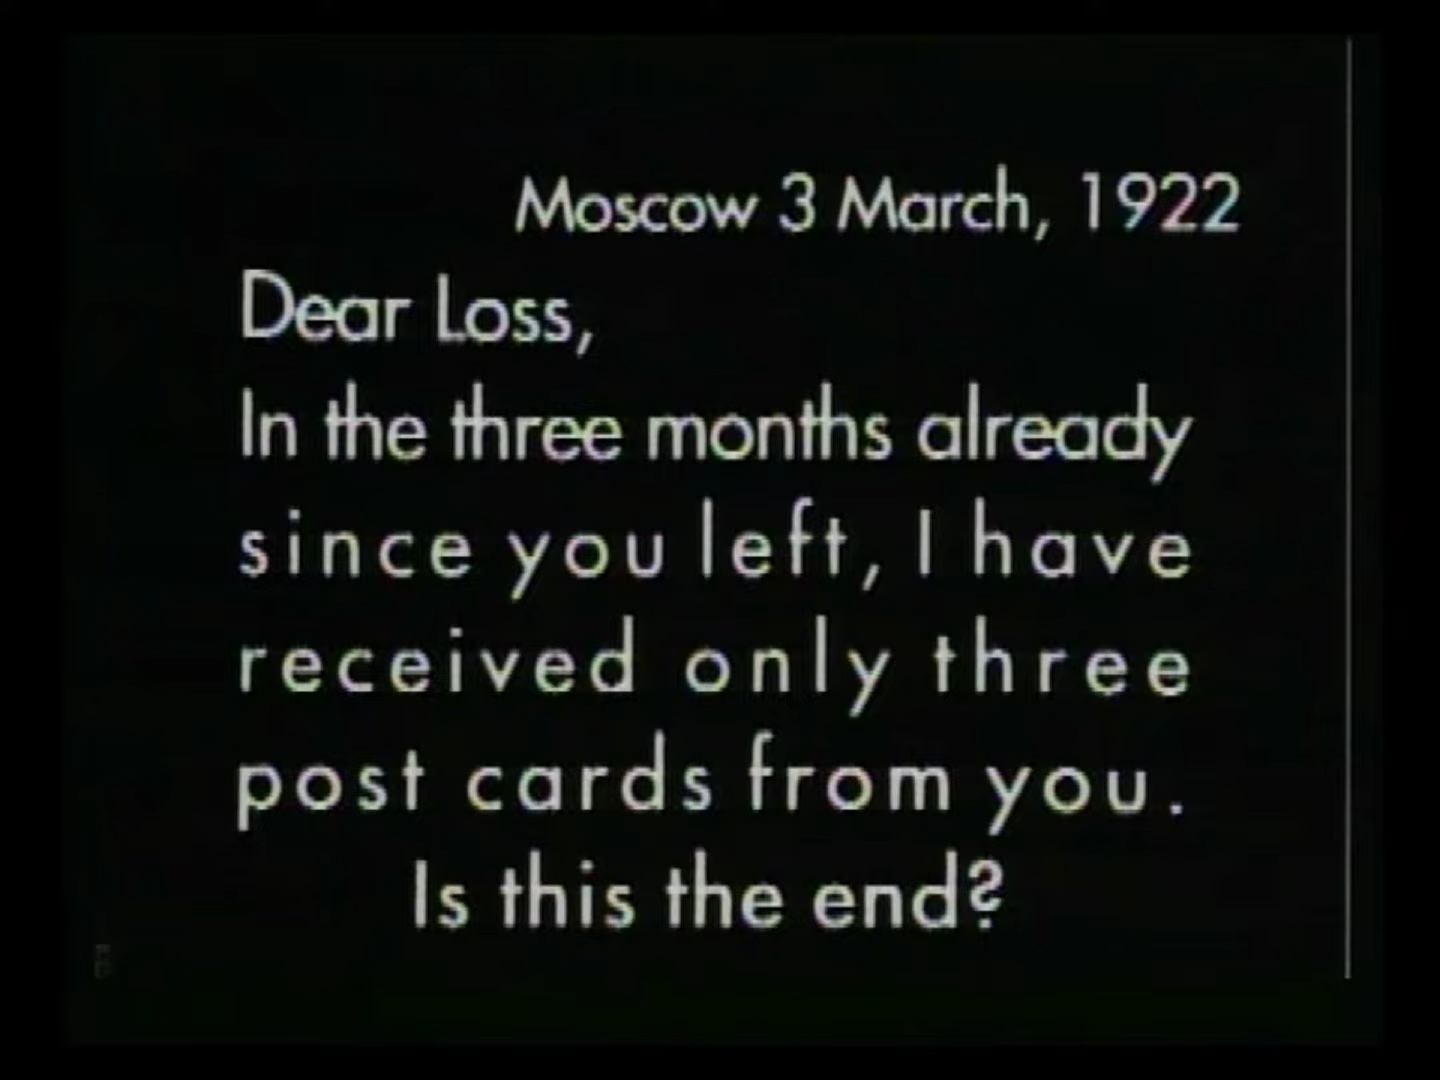 Moscow 3 March, 1922
Dear Loss,
In the three months already
since you left, I have
received only three
post cards from you.
Is this the end?